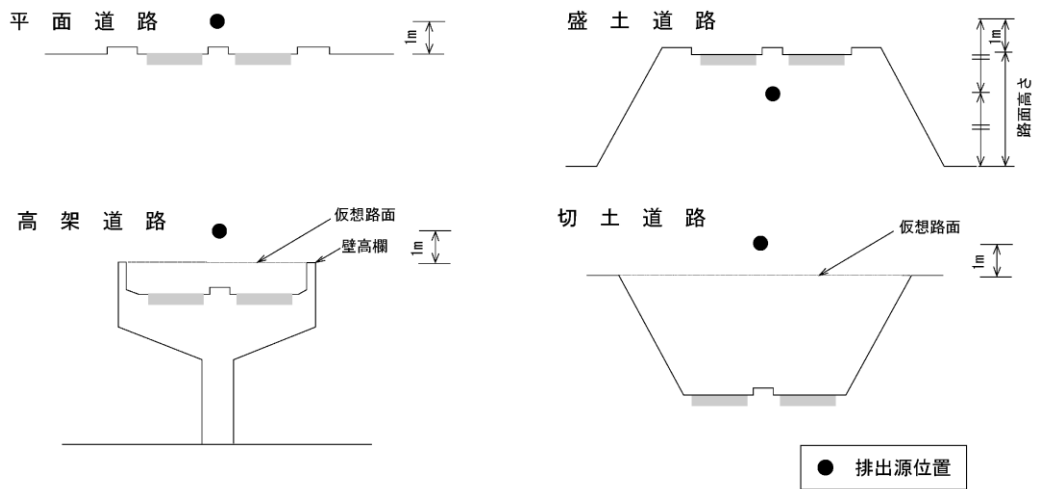 平面道路
1m
盛土道路
1m
路面高さ
高架道路
仮想路面
壁高欄
1m
切土道路
仮想路面
1m
排出源位置